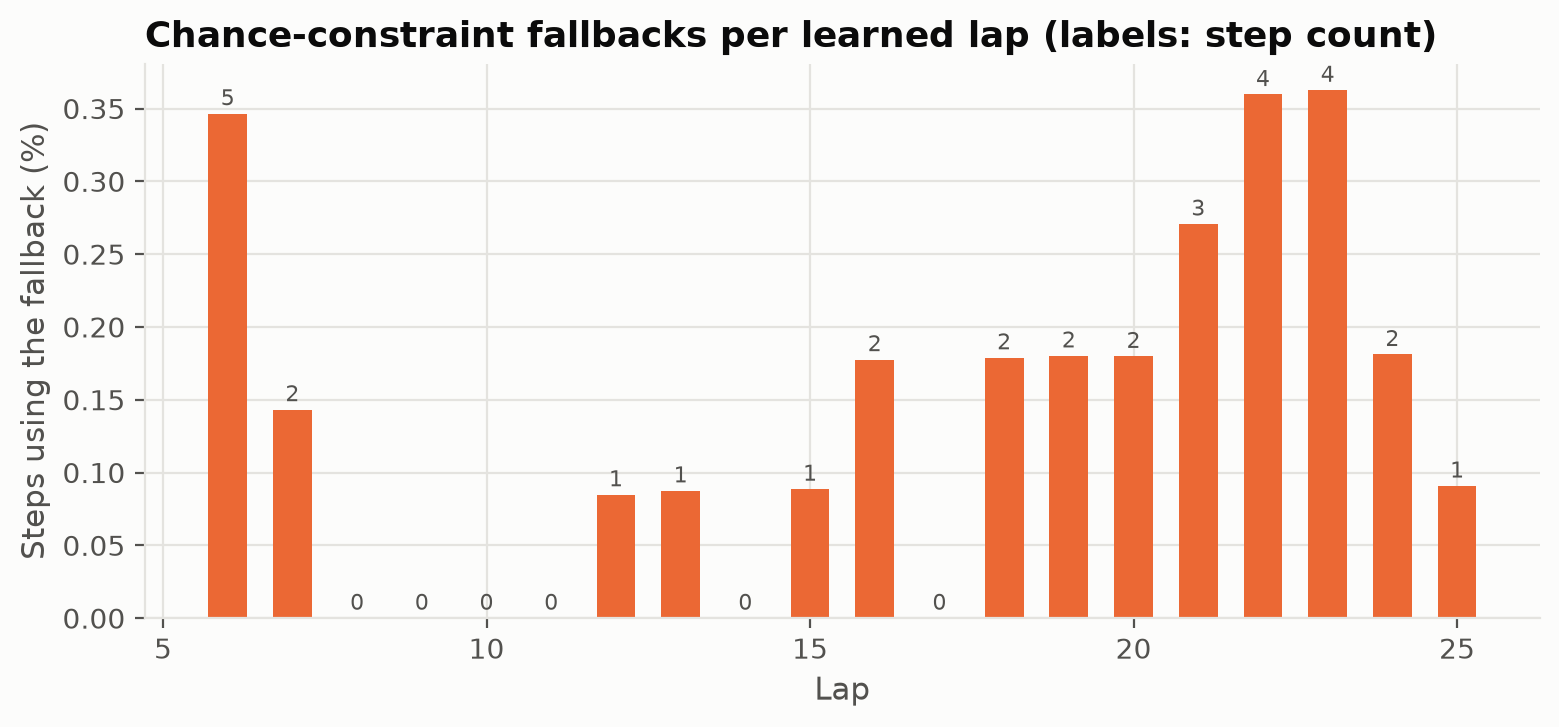 Chance-constraint fallbacks per learned lap (labels: step count)
Steps using the fallback (%)
0.35
0.30
0.25
0.20
0.15
0.10
0.05
0.00
5 2 0 0 0 0 1 1 0 1 2 0 2 2 2 3 4 4 2 1
5 10 15 20 25
Lap